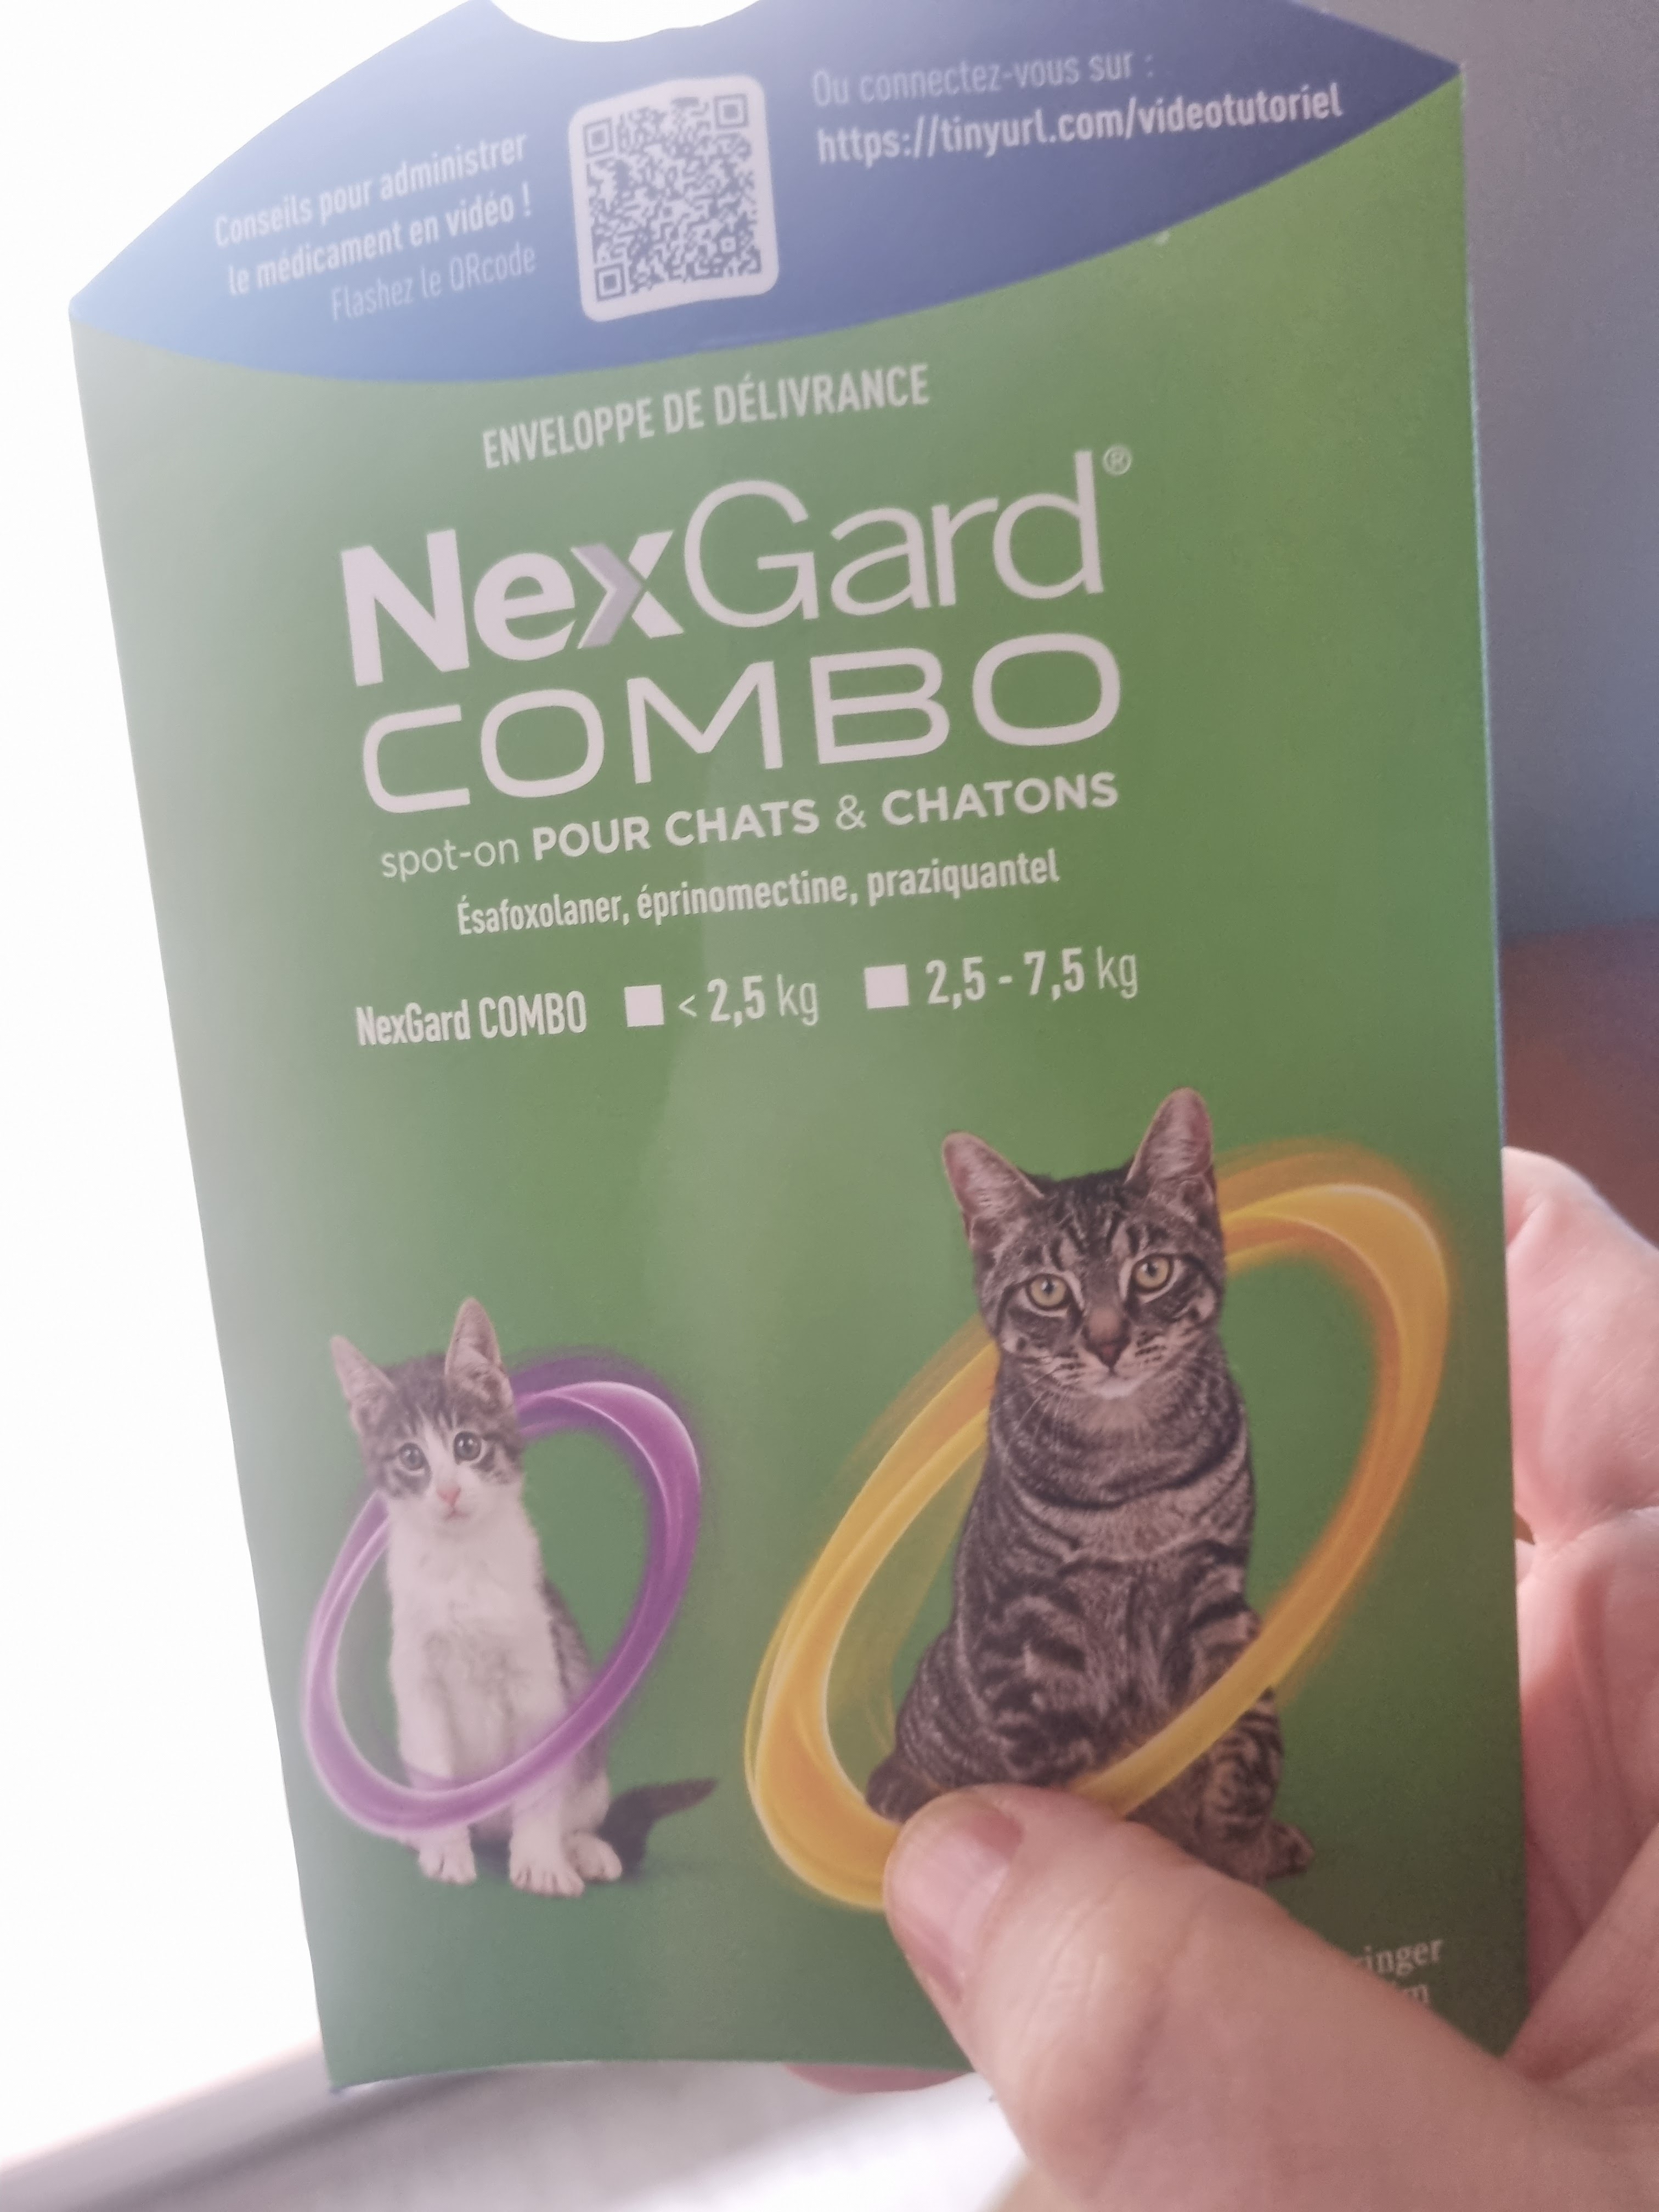 Conseils pour administrer
le médicament en vidéo !
Flashez le QRcode
Ou connectez-vous sur :
https://tinyurl.com/videotutoriel
ENVELOPPE DE DÉLIVRANCE
NexGard®
COMBO
spot-on POUR CHATS & CHATONS
Ésafoxolaner, éprinomectine, praziquantel
NexGard COMBO < 2,5 kg 2,5 - 7,5 kg